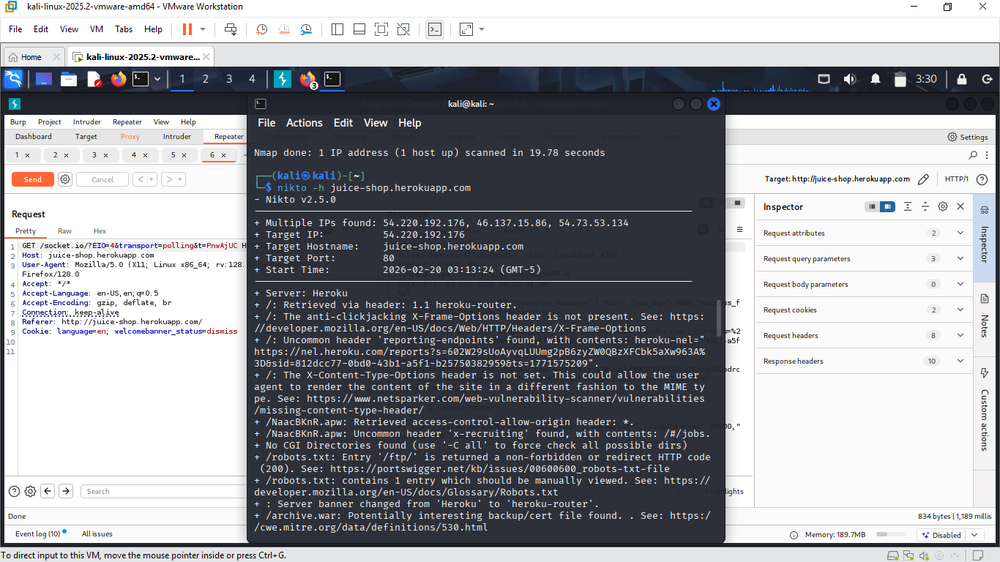 kali-linux-2025.2-vmware-amd64 - VMware Workstation
File Edit View VM Tabs Help
Home
kali-linux-2025.2-vmware...
1 2 3 4
3
3:30
kali@kali: ~
Burp Project Intruder Repeater View Help
Dashboard Target Proxy Intruder Repeater
Settings
1 × 2 × 3 × 4 × 5 × 6 ×
Send Cancel
Target: http://juice-shop.herokuapp.com HTTP/1
Request
Pretty Raw Hex
1 GET /socket.io/?EIO=4&transport=polling&t=PnwAjUC H
2 Host: juice-shop.herokuapp.com
3 User-Agent: Mozilla/5.0 (X11; Linux x86_64; rv:128.0
Firefox/128.0
4 Accept: */*
5 Accept-Language: en-US,en;q=0.5
6 Accept-Encoding: gzip, deflate, br
7 Connection: keep-alive
8 Referer: http://juice-shop.herokuapp.com/
9 Cookie: language=en; welcomebanner_status=dismiss
10
11
Search
Done
Event log (10) All issues
File Actions Edit View Help
Nmap done: 1 IP address (1 host up) scanned in 19.78 seconds
┌──(kali㉿kali)-[~]
└─$ nikto -h juice-shop.herokuapp.com
- Nikto v2.5.0
+ Multiple IPs found: 54.220.192.176, 46.137.15.86, 54.73.53.134
+ Target IP: 54.220.192.176
+ Target Hostname: juice-shop.herokuapp.com
+ Target Port: 80
+ Start Time: 2026-02-20 03:13:24 (GMT-5)
+ Server: Heroku
+ /: Retrieved via header: 1.1 heroku-router.
+ /: The anti-clickjacking X-Frame-Options header is not present. See: https:
//developer.mozilla.org/en-US/docs/Web/HTTP/Headers/X-Frame-Options
+ /: Uncommon header 'reporting-endpoints' found, with contents: heroku-nel="
https://nel.heroku.com/reports?s=602W29sUoAyvqLUUmg2pB6zyZW0QBzXFCbk5aXw963A%
3D&sid=812dcc77-0bd0-43b1-a5f1-b25750382959&ts=1771575209".
+ /: The X-Content-Type-Options header is not set. This could allow the user
agent to render the content of the site in a different fashion to the MIME ty
pe. See: https://www.netsparker.com/web-vulnerability-scanner/vulnerabilities
/missing-content-type-header/
+ /NaacBKnR.apw: Retrieved access-control-allow-origin header: *.
+ /NaacBKnR.apw: Uncommon header 'x-recruiting' found, with contents: /#/jobs.
+ No CGI Directories found (use '-C all' to force check all possible dirs)
+ /robots.txt: Entry '/ftp/' is returned a non-forbidden or redirect HTTP code
(200). See: https://portswigger.net/kb/issues/00600600_robots-txt-file
+ /robots.txt: contains 1 entry which should be manually viewed. See: https://
developer.mozilla.org/en-US/docs/Glossary/Robots.txt
+ : Server banner changed from 'Heroku' to 'heroku-router'.
+ /archive.war: Potentially interesting backup/cert file found. . See: https:/
/cwe.mitre.org/data/definitions/530.html
Inspector
Request attributes 2
Request query parameters 3
Request body parameters 0
Request cookies 2
Request headers 8
Response headers 10
Inspector
Notes
Custom actions
834 bytes | 1,189 millis
Memory: 189.7MB
Disabled
To direct input to this VM, move the mouse pointer inside or press Ctrl+G.